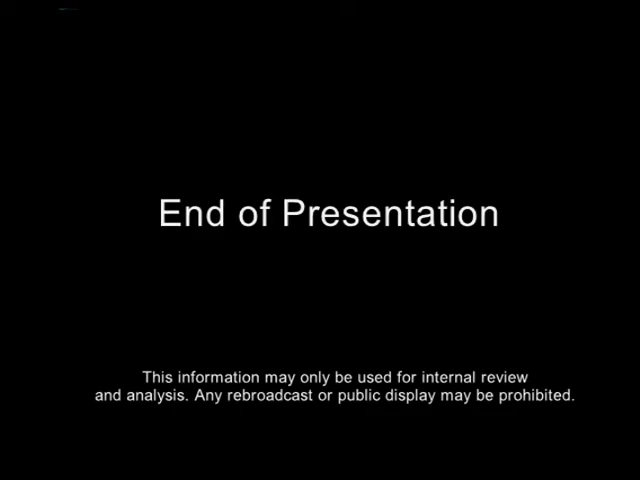 End of Presentation
This information may only be used for internal review
and analysis. Any rebroadcast or public display may be prohibited.